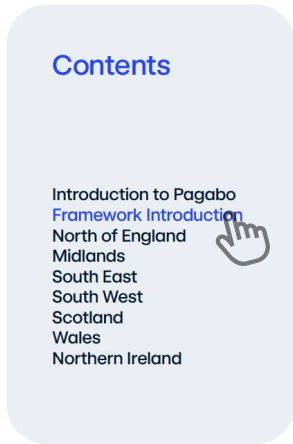 Contents
Introduction to Pagabo
Framework Introduction
North of England
Midlands
South East
South West
Scotland
Wales
Northern Ireland